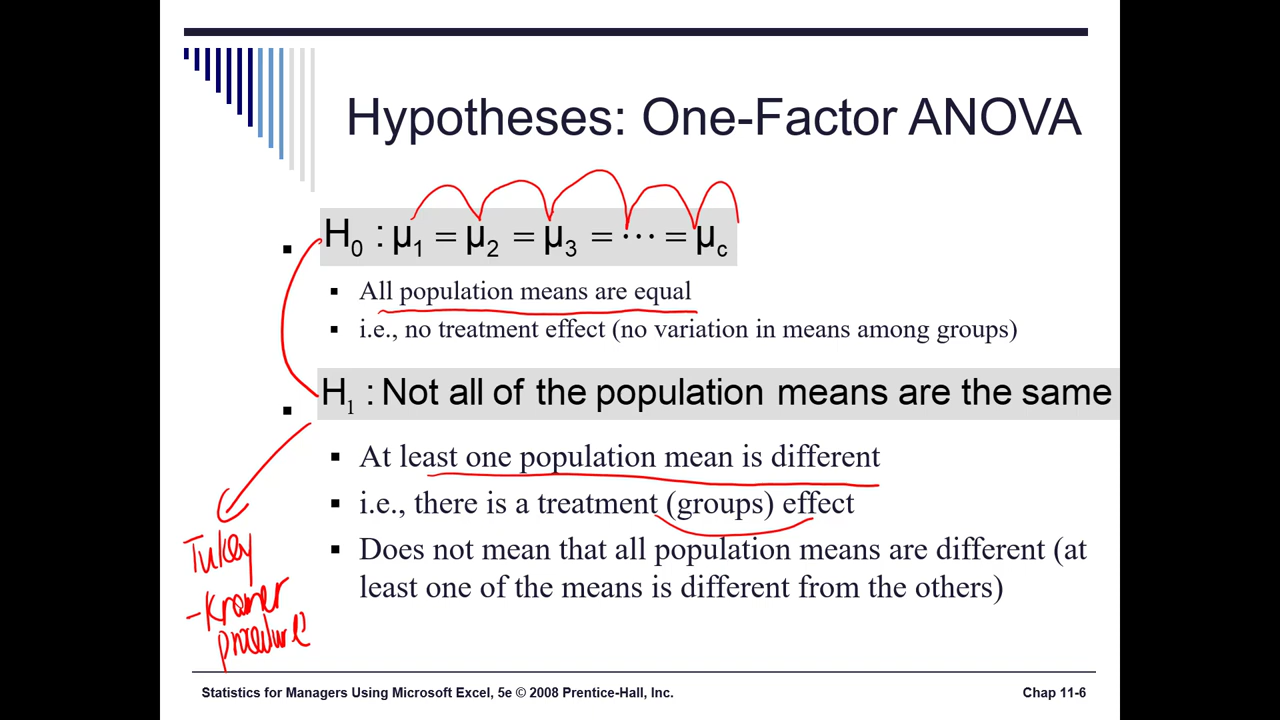 Hypotheses: One-Factor ANOVA
H₀ : μ₁ = μ₂ = μ₃ = ⋯ = μc
All population means are equal
i.e., no treatment effect (no variation in means among groups)
H₁ : Not all of the population means are the same
At least one population mean is different
i.e., there is a treatment (groups) effect
Does not mean that all population means are different (at
least one of the means is different from the others)
Tukey
-Kramer
procedure
Statistics for Managers Using Microsoft Excel, 5e © 2008 Prentice-Hall, Inc.
Chap 11-6